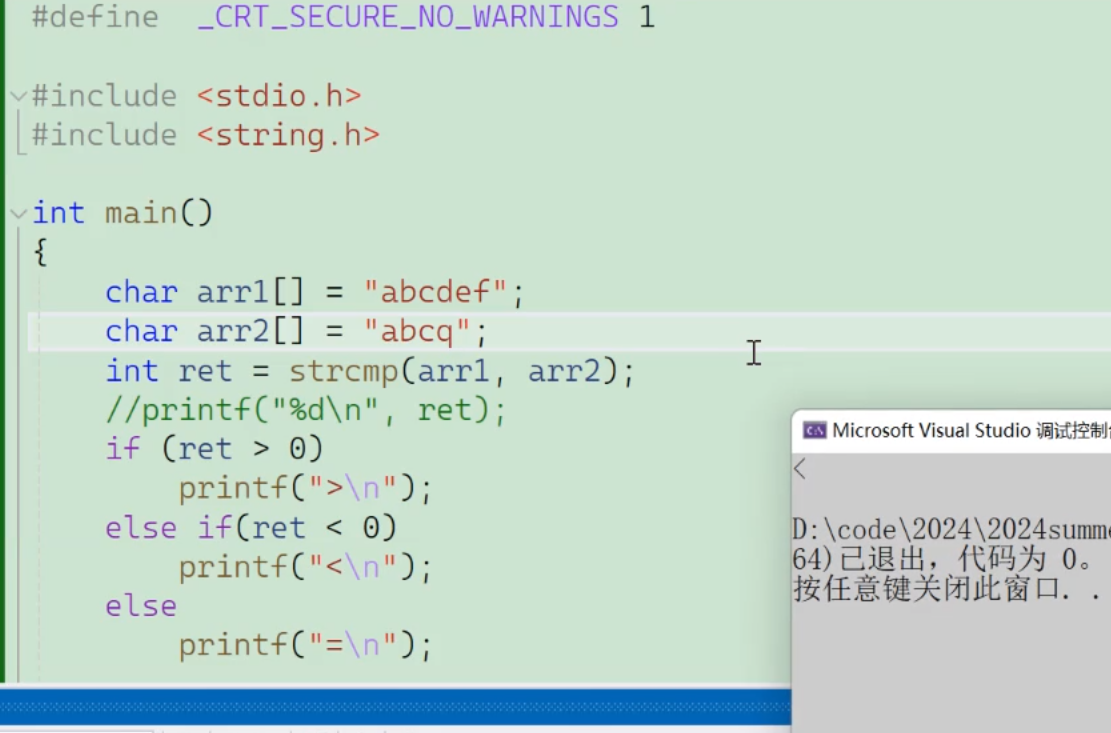 #define _CRT_SECURE_NO_WARNINGS 1
#include <stdio.h>
#include <string.h>
int main()
{
char arr1[] = "abcdef";
char arr2[] = "abcq";
int ret = strcmp(arr1, arr2);
//printf("%d\n", ret);
if (ret > 0)
printf(">\n");
else if(ret < 0)
printf("<\n");
else
printf("=\n");
Microsoft Visual Studio 调试控制
<
D:\code\2024\2024summe
64)已退出，代码为 0。
按任意键关闭此窗口. .